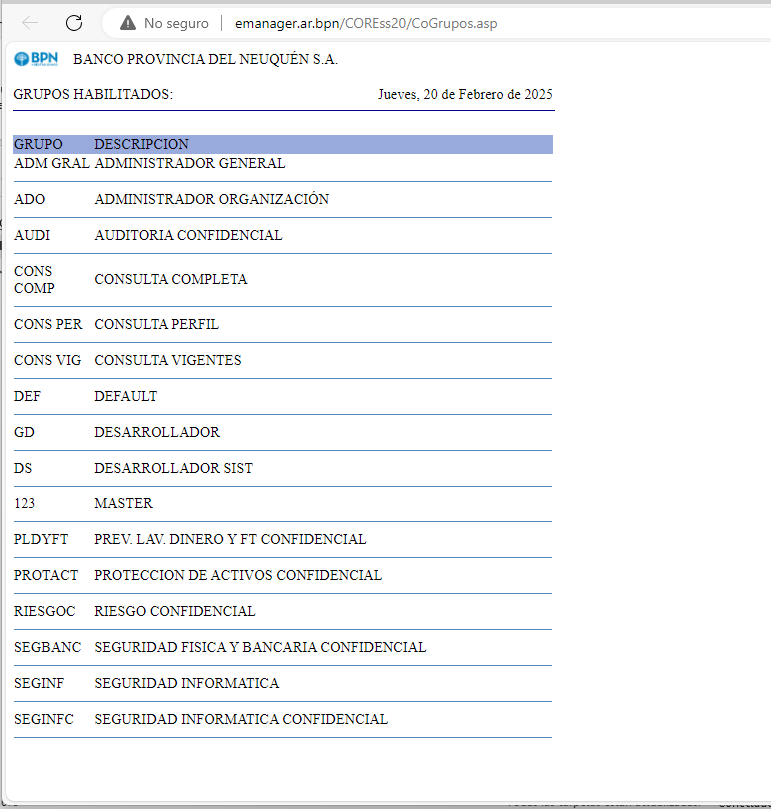 No seguro
emanager.ar.bpn/COREss20/CoGrupos.asp
BPN
BANCO PROVINCIA DEL NEUQUÉN S.A.
GRUPOS HABILITADOS: Jueves, 20 de Febrero de 2025
GRUPO DESCRIPCION
ADM GRAL ADMINISTRADOR GENERAL
ADO ADMINISTRADOR ORGANIZACIÓN
AUDI AUDITORIA CONFIDENCIAL
CONS
COMP CONSULTA COMPLETA
CONS PER CONSULTA PERFIL
CONS VIG CONSULTA VIGENTES
DEF DEFAULT
GD DESARROLLADOR
DS DESARROLLADOR SIST
123 MASTER
PLDYFT PREV. LAV. DINERO Y FT CONFIDENCIAL
PROTACT PROTECCION DE ACTIVOS CONFIDENCIAL
RIESGOC RIESGO CONFIDENCIAL
SEGBANC SEGURIDAD FISICA Y BANCARIA CONFIDENCIAL
SEGINF SEGURIDAD INFORMATICA
SEGINFC SEGURIDAD INFORMATICA CONFIDENCIAL